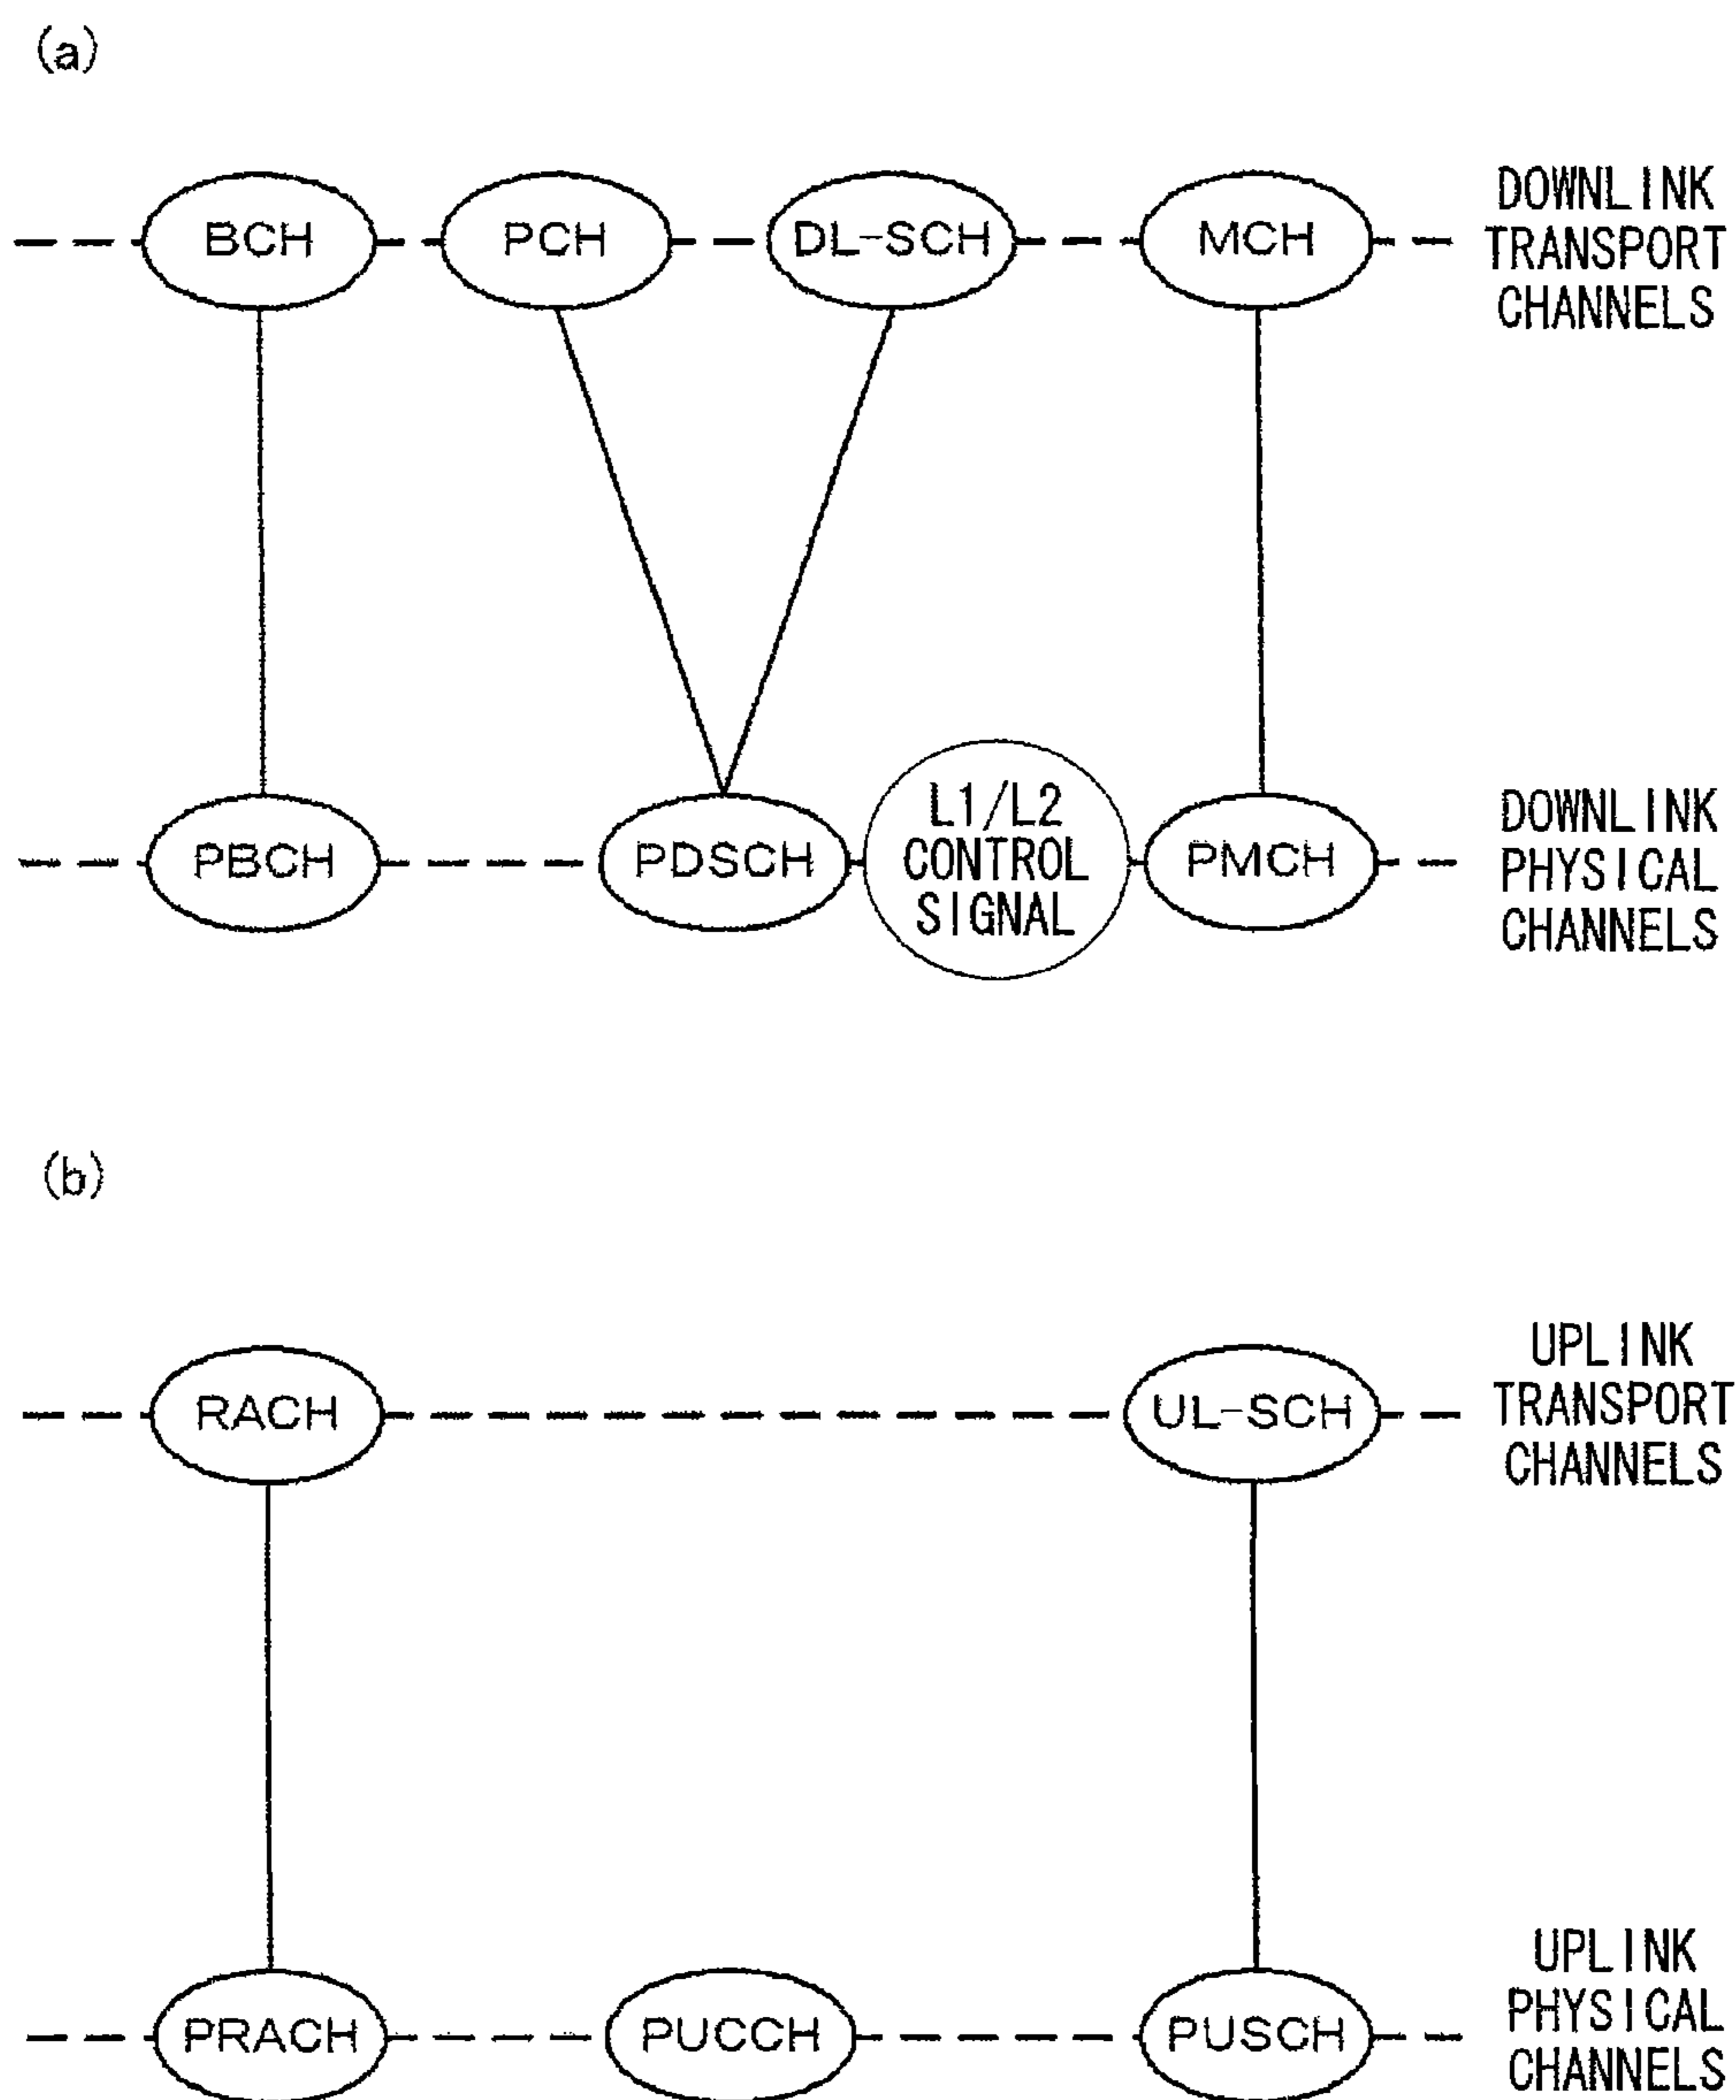 (a)
BCH
PCH
DL-SCH
MCH
DOWNLINK
TRANSPORT
CHANNELS
PBCH
PDSCH
L1/L2
CONTROL
SIGNAL
PMCH
DOWNLINK
PHYSICAL
CHANNELS
(b)
RACH
UL-SCH
UPLINK
TRANSPORT
CHANNELS
PRACH
PUCCH
PUSCH
UPLINK
PHYSICAL
CHANNELS